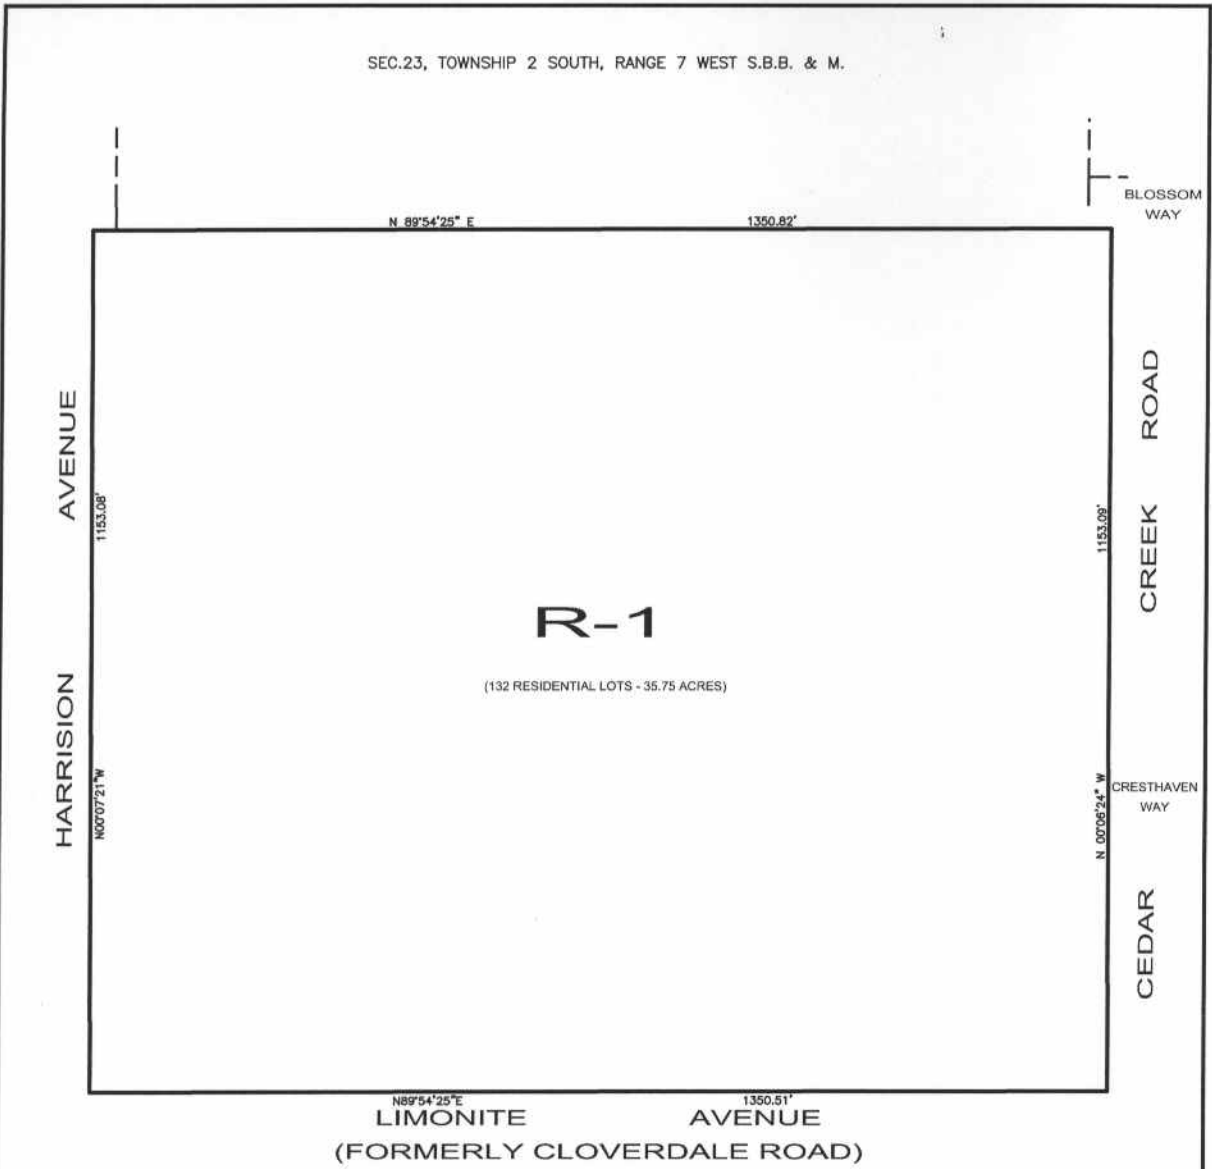 SEC.23, TOWNSHIP 2 SOUTH, RANGE 7 WEST S.B.B. & M.
BLOSSOM
WAY
N 89°54'25" E 1350.82'
HARRISION AVENUE
1153.08'
N00°07'21"W
R-1
(132 RESIDENTIAL LOTS - 35.75 ACRES)
1153.09'
N 00°06'24" W
CEDAR CREEK ROAD
CRESTHAVEN
WAY
N89°54'25"E 1350.51'
LIMONITE AVENUE
(FORMERLY CLOVERDALE ROAD)